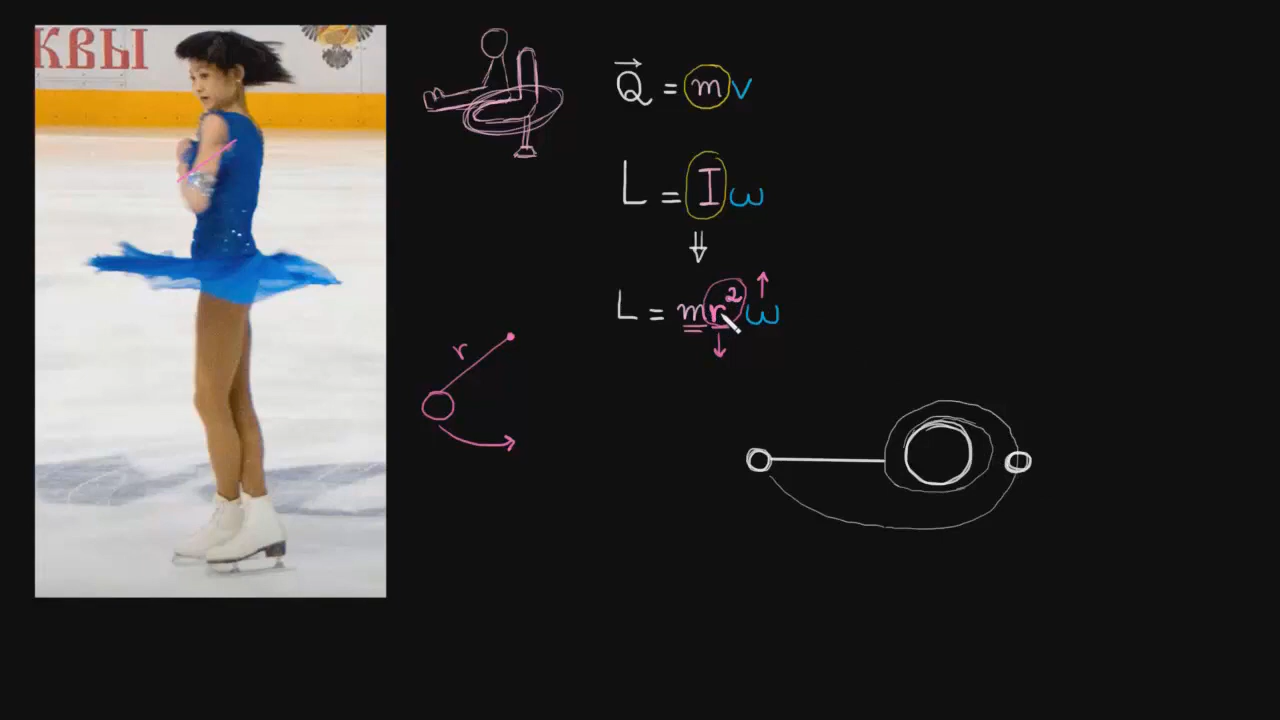 КВЫ
Q⃗ = mv
L = Iω
⇓
L = mr²ω
r